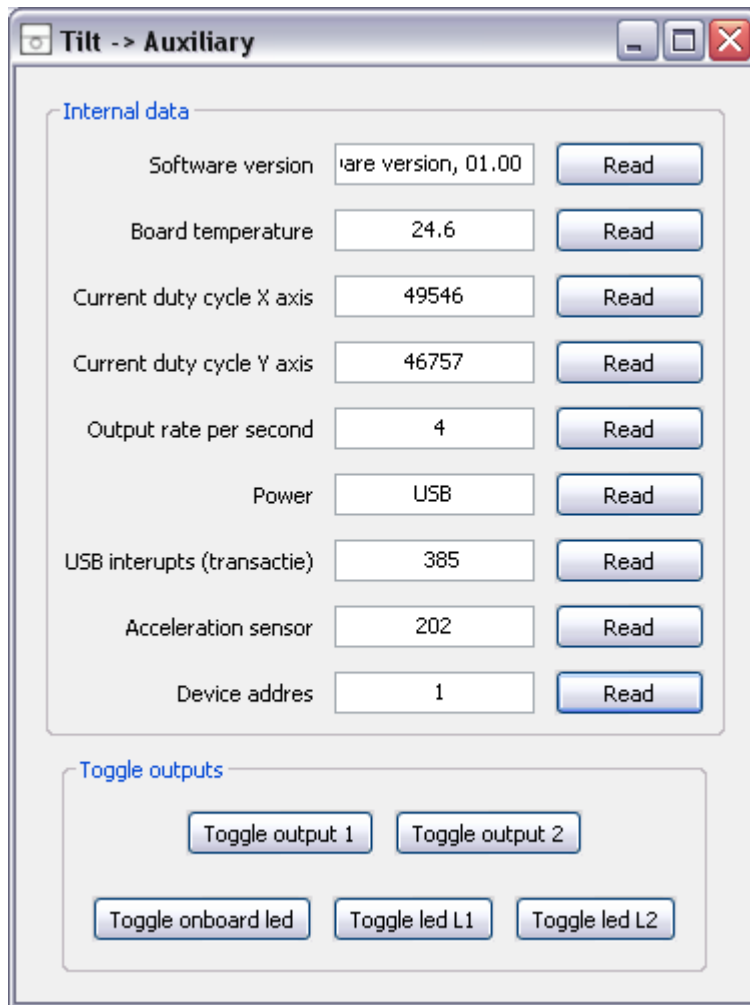 Tilt -> Auxiliary
Internal data
Software version are version, 01.00 Read
Board temperature 24.6 Read
Current duty cycle X axis 49546 Read
Current duty cycle Y axis 46757 Read
Output rate per second 4 Read
Power USB Read
USB interupts (transactie) 385 Read
Acceleration sensor 202 Read
Device addres 1 Read
Toggle outputs
Toggle output 1 Toggle output 2
Toggle onboard led Toggle led L1 Toggle led L2